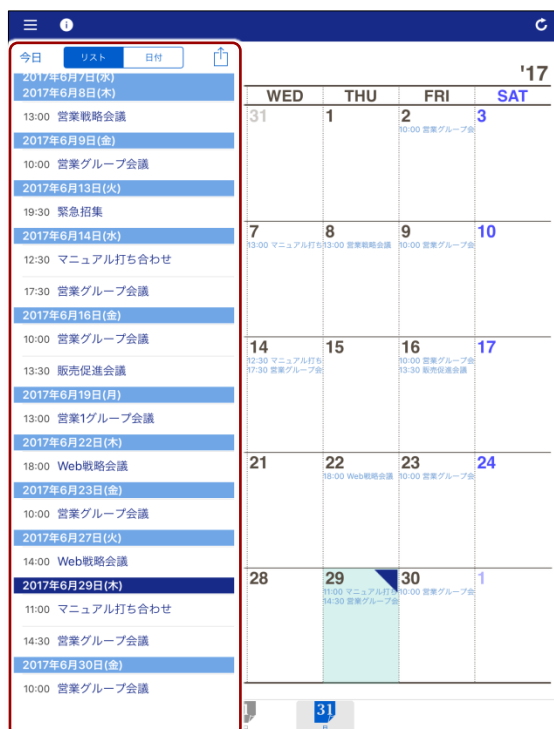 今日 リスト 日付
2017年6月7日(水)
2017年6月8日(木)
13:00 営業戦略会議
2017年6月9日(金)
10:00 営業グループ会議
2017年6月13日(火)
19:30 緊急招集
2017年6月14日(水)
12:30 マニュアル打ち合わせ
17:30 営業グループ会議
2017年6月16日(金)
10:00 営業グループ会議
13:30 販売促進会議
2017年6月19日(月)
13:00 営業1グループ会議
2017年6月22日(木)
18:00 Web戦略会議
2017年6月23日(金)
10:00 営業グループ会議
2017年6月27日(火)
14:00 Web戦略会議
2017年6月29日(木)
11:00 マニュアル打ち合わせ
14:30 営業グループ会議
2017年6月30日(金)
10:00 営業グループ会議
'17
WED THU FRI SAT
31 1 2 3
10:00 営業グループ会
7 8 9 10
13:00 マニュアル打ち 13:00 営業戦略会議 10:00 営業グループ会
14 15 16 17
12:30 マニュアル打ち 10:00 営業グループ会
17:30 営業グループ会 13:30 販売促進会議
21 22 23 24
18:00 Web戦略会議 10:00 営業グループ会
28 29 30 1
11:00 マニュアル打ち 10:00 営業グループ会
14:30 営業グループ会
31
月